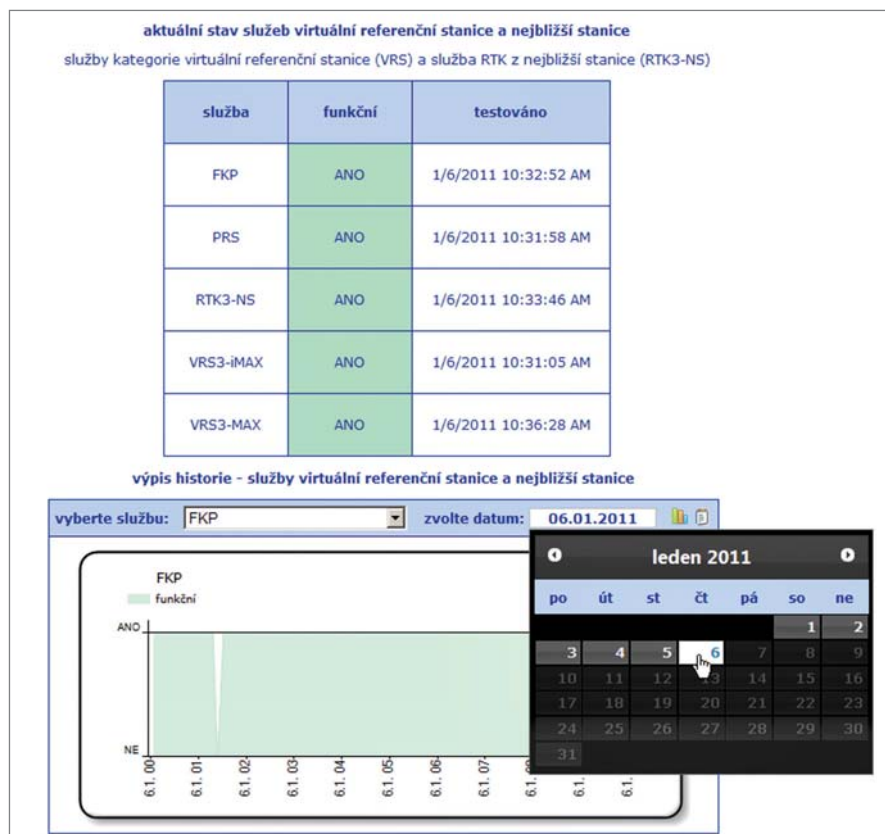 aktuální stav služeb virtuální referenční stanice a nejbližší stanice
služby kategorie virtuální referenční stanice (VRS) a služba RTK z nejbližší stanice (RTK3-NS)
služba funkční testováno
FKP ANO 1/6/2011 10:32:52 AM
PRS ANO 1/6/2011 10:31:58 AM
RTK3-NS ANO 1/6/2011 10:33:46 AM
VRS3-iMAX ANO 1/6/2011 10:31:05 AM
VRS3-MAX ANO 1/6/2011 10:36:28 AM
výpis historie - služby virtuální referenční stanice a nejbližší stanice
vyberte službu: FKP zvolte datum: 06.01.2011
FKP
funkční
ANO
NE
6.1. 00
6.1. 01
6.1. 02
6.1. 03
6.1. 04
6.1. 05
6.1. 06
6.1. 07
6.1.
6.1.
6.1.
leden 2011
po út st čt pá so ne
1 2
3 4 5 6 7 8 9
10 11 12 13 14 15 16
17 18 19 20 21 22 23
24 25 26 27 28 29 30
31